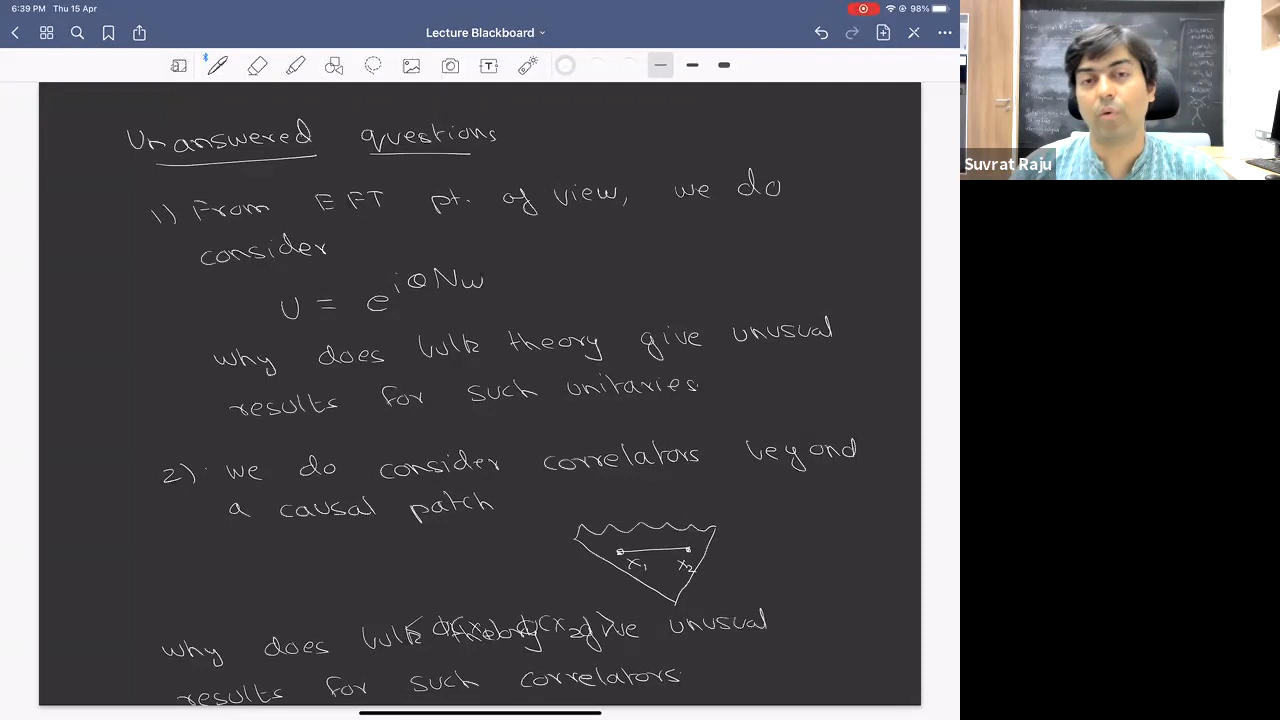 6:39 PM Thu 15 Apr
98%
Lecture Blackboard
Unanswered questions
1) From EFT pt. of view, we do
consider
U = e^{iθN_ω}
why does bulk theory give unusual
results for such unitaries.
2) we do consider correlators beyond
a causal patch
x₁ x₂
why does bulk theory give unusual
results for such correlators.
Suvrat Raju